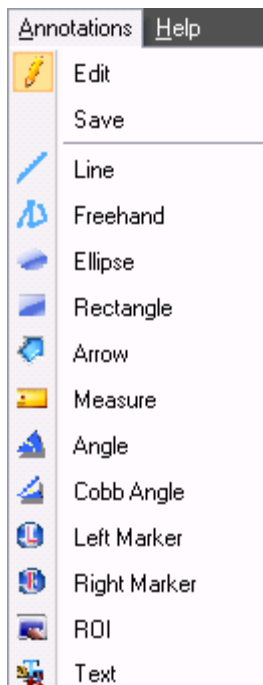 Annotations Help
Edit
Save
Line
Freehand
Ellipse
Rectangle
Arrow
Measure
Angle
Cobb Angle
Left Marker
Right Marker
ROI
Text